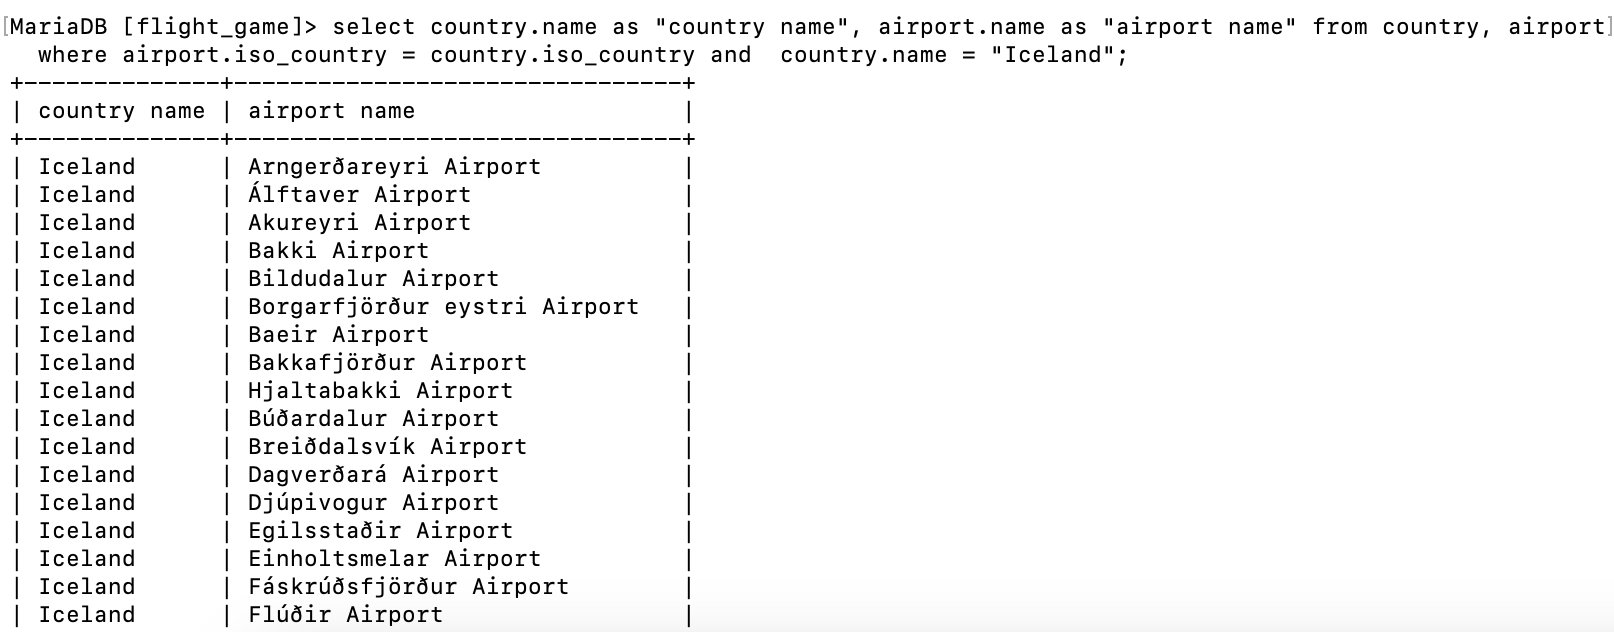 [MariaDB [flight_game]> select country.name as "country name", airport.name as "airport name" from country, airport]
  where airport.iso_country = country.iso_country and  country.name = "Iceland";
+--------------+--------------------------------+
| country name | airport name                   |
+--------------+--------------------------------+
| Iceland      | Arngerðareyri Airport          |
| Iceland      | Álftaver Airport               |
| Iceland      | Akureyri Airport               |
| Iceland      | Bakki Airport                  |
| Iceland      | Bildudalur Airport             |
| Iceland      | Borgarfjörður eystri Airport   |
| Iceland      | Baeir Airport                  |
| Iceland      | Bakkafjörður Airport           |
| Iceland      | Hjaltabakki Airport            |
| Iceland      | Búðardalur Airport             |
| Iceland      | Breiðdalsvík Airport           |
| Iceland      | Dagverðará Airport             |
| Iceland      | Djúpivogur Airport             |
| Iceland      | Egilsstaðir Airport            |
| Iceland      | Einholtsmelar Airport          |
| Iceland      | Fáskrúðsfjörður Airport        |
| Iceland      | Flúðir Airport                 |